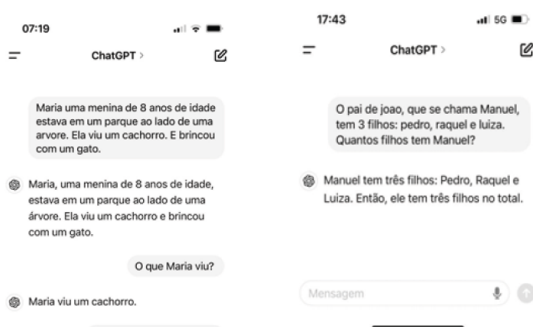 07:19
ChatGPT >
Maria uma menina de 8 anos de idade
estava em um parque ao lado de uma
arvore. Ela viu um cachorro. E brincou
com um gato.
Maria, uma menina de 8 anos de idade,
estava em um parque ao lado de uma
árvore. Ela viu um cachorro e brincou
com um gato.
O que Maria viu?
Maria viu um cachorro.
17:43
5G
ChatGPT >
O pai de joao, que se chama Manuel,
tem 3 filhos: pedro, raquel e luiza.
Quantos filhos tem Manuel?
Manuel tem três filhos: Pedro, Raquel e
Luiza. Então, ele tem três filhos no total.
Mensagem